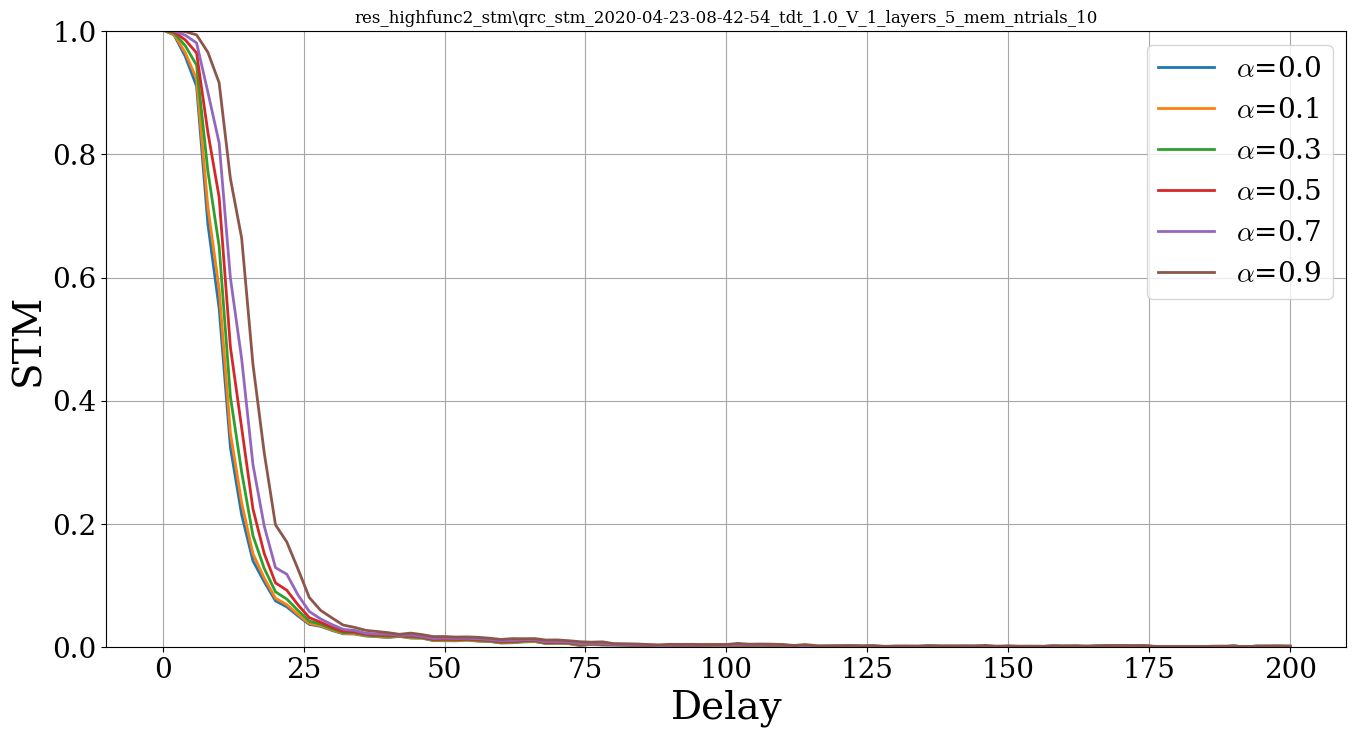 res_highfunc2_stm\qrc_stm_2020-04-23-08-42-54_tdt_1.0_V_1_layers_5_mem_ntrials_10
1.0
0.8
0.6
0.4
0.2
0.0
STM
α=0.0
α=0.1
α=0.3
α=0.5
α=0.7
α=0.9
0 25 50 75 100 125 150 175 200
Delay